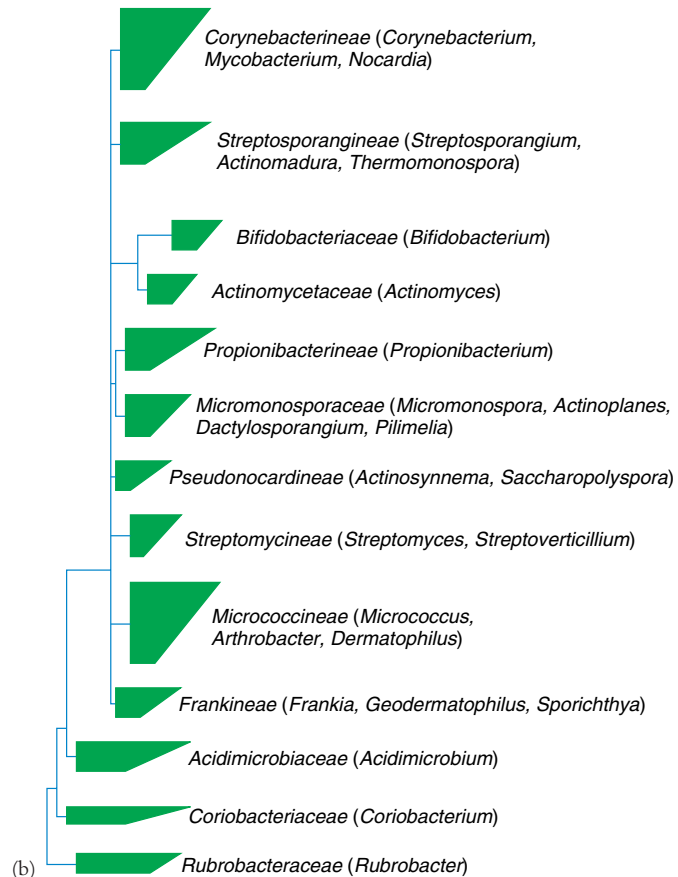 Corynebacterineae (Corynebacterium,
Mycobacterium, Nocardia)
Streptosporangineae (Streptosporangium,
Actinomadura, Thermomonospora)
Bifidobacteriaceae (Bifidobacterium)
Actinomycetaceae (Actinomyces)
Propionibacterineae (Propionibacterium)
Micromonosporaceae (Micromonospora, Actinoplanes,
Dactylosporangium, Pilimelia)
Pseudonocardineae (Actinosynnema, Saccharopolyspora)
Streptomycineae (Streptomyces, Streptoverticillium)
Micrococcineae (Micrococcus,
Arthrobacter, Dermatophilus)
Frankineae (Frankia, Geodermatophilus, Sporichthya)
Acidimicrobiaceae (Acidimicrobium)
Coriobacteriaceae (Coriobacterium)
Rubrobacteraceae (Rubrobacter)
(b)